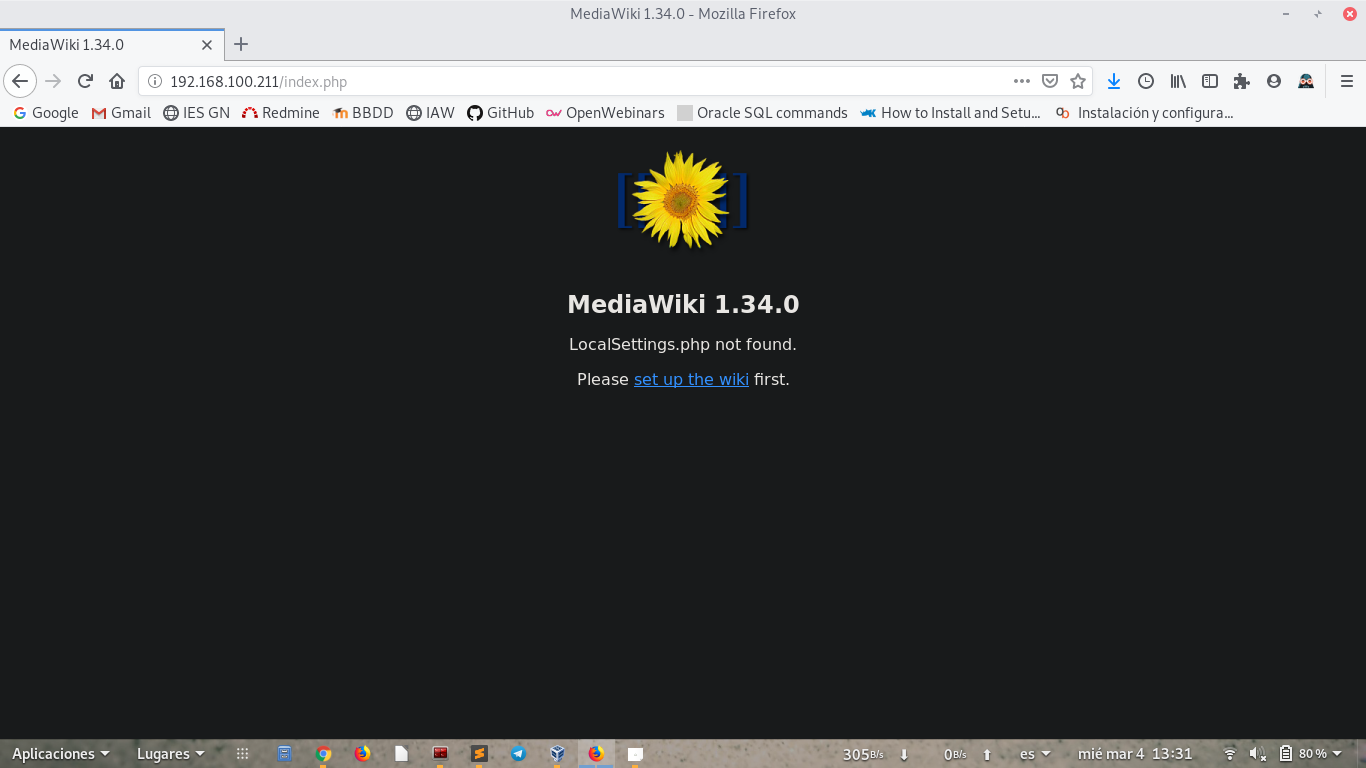 MediaWiki 1.34.0 - Mozilla Firefox
MediaWiki 1.34.0
192.168.100.211/index.php
Google Gmail IES GN Redmine BBDD IAW GitHub OpenWebinars Oracle SQL commands How to Install and Setu... Instalación y configura...
MediaWiki 1.34.0
LocalSettings.php not found.
Please set up the wiki first.
Aplicaciones Lugares 305B/s 0B/s es mié mar 4 13:31 80 %